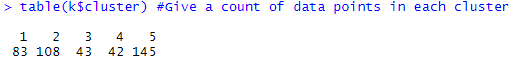 > table(k$cluster) #Give a count of data points in each cluster
1 2 3 4 5
83 108 43 42 145